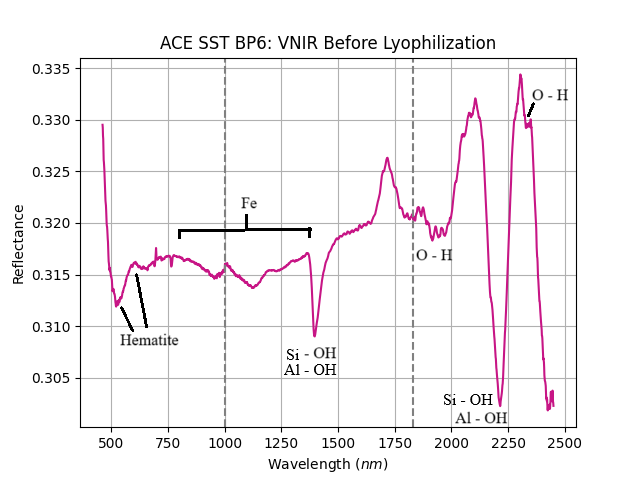 ACE SST BP6: VNIR Before Lyophilization
0.335
0.330
0.325
0.320
0.315
0.310
0.305
Reflectance
O - H
Fe
O - H
Hematite
Si - OH
Al - OH
Si - OH
Al - OH
500
750
1000
1250
1500
1750
2000
2250
2500
Wavelength (nm)